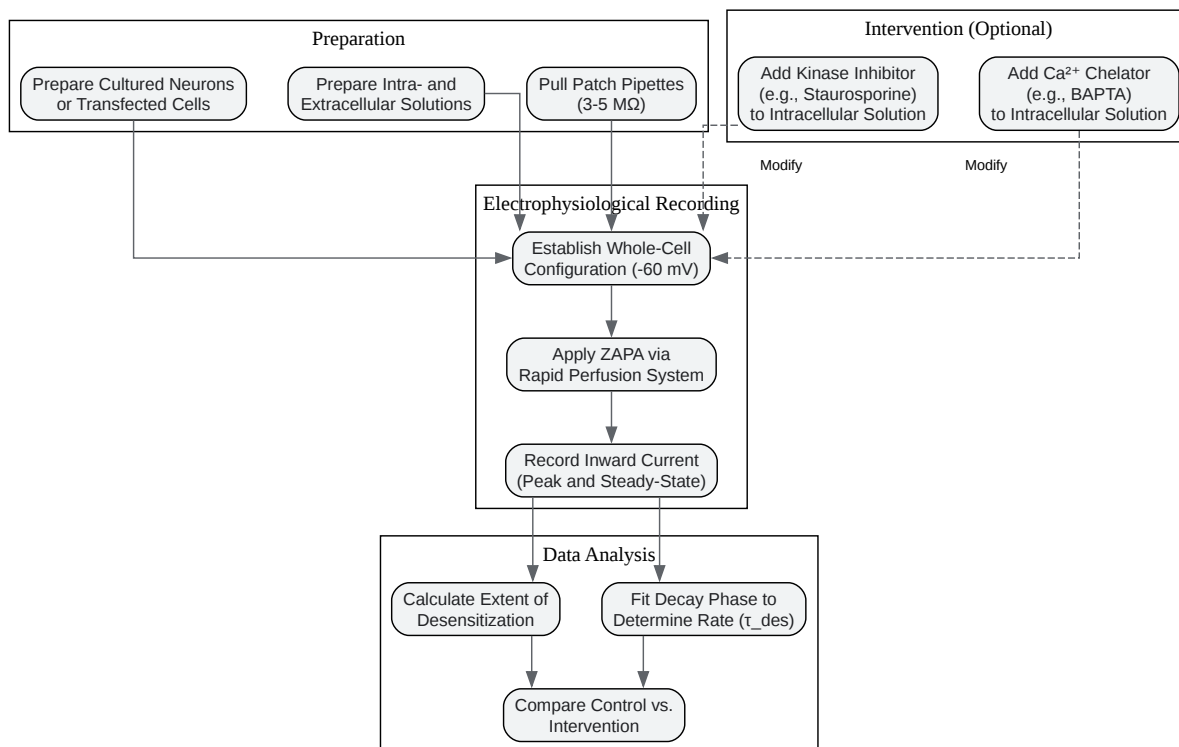 Preparation
Prepare Cultured Neurons
or Transfected Cells
Prepare Intra- and
Extracellular Solutions
Pull Patch Pipettes
(3-5 MΩ)
Intervention (Optional)
Add Kinase Inhibitor
(e.g., Staurosporine)
to Intracellular Solution
Add Ca²⁺ Chelator
(e.g., BAPTA)
to Intracellular Solution
Modify
Modify
Electrophysiological Recording
Establish Whole-Cell
Configuration (-60 mV)
Apply ZAPA via
Rapid Perfusion System
Record Inward Current
(Peak and Steady-State)
Data Analysis
Calculate Extent of
Desensitization
Fit Decay Phase to
Determine Rate (τ_des)
Compare Control vs.
Intervention